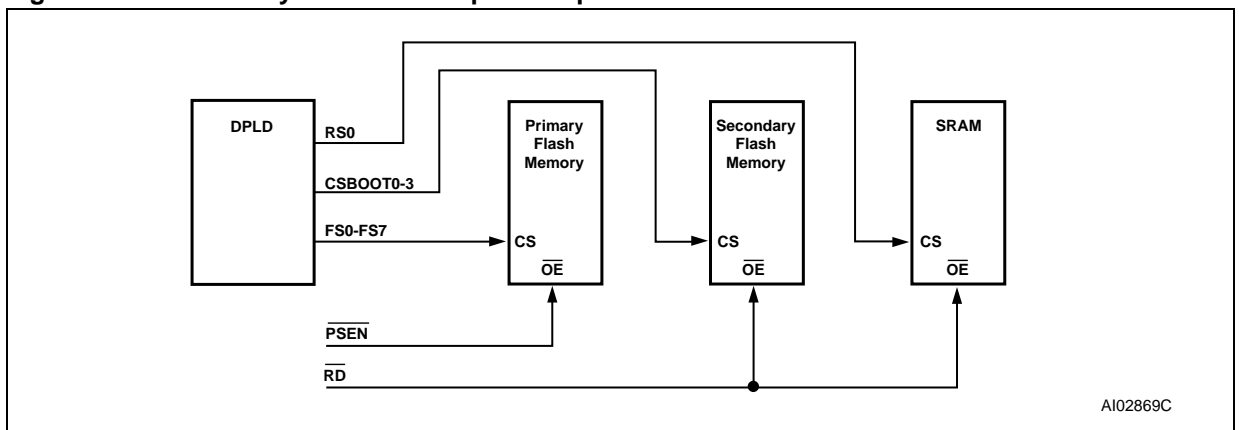 DPLD
RS0
CSBOOT0-3
FS0-FS7
Primary
Flash
Memory
CS
OE
Secondary
Flash
Memory
CS
OE
SRAM
CS
OE
PSEN
RD
AI02869C